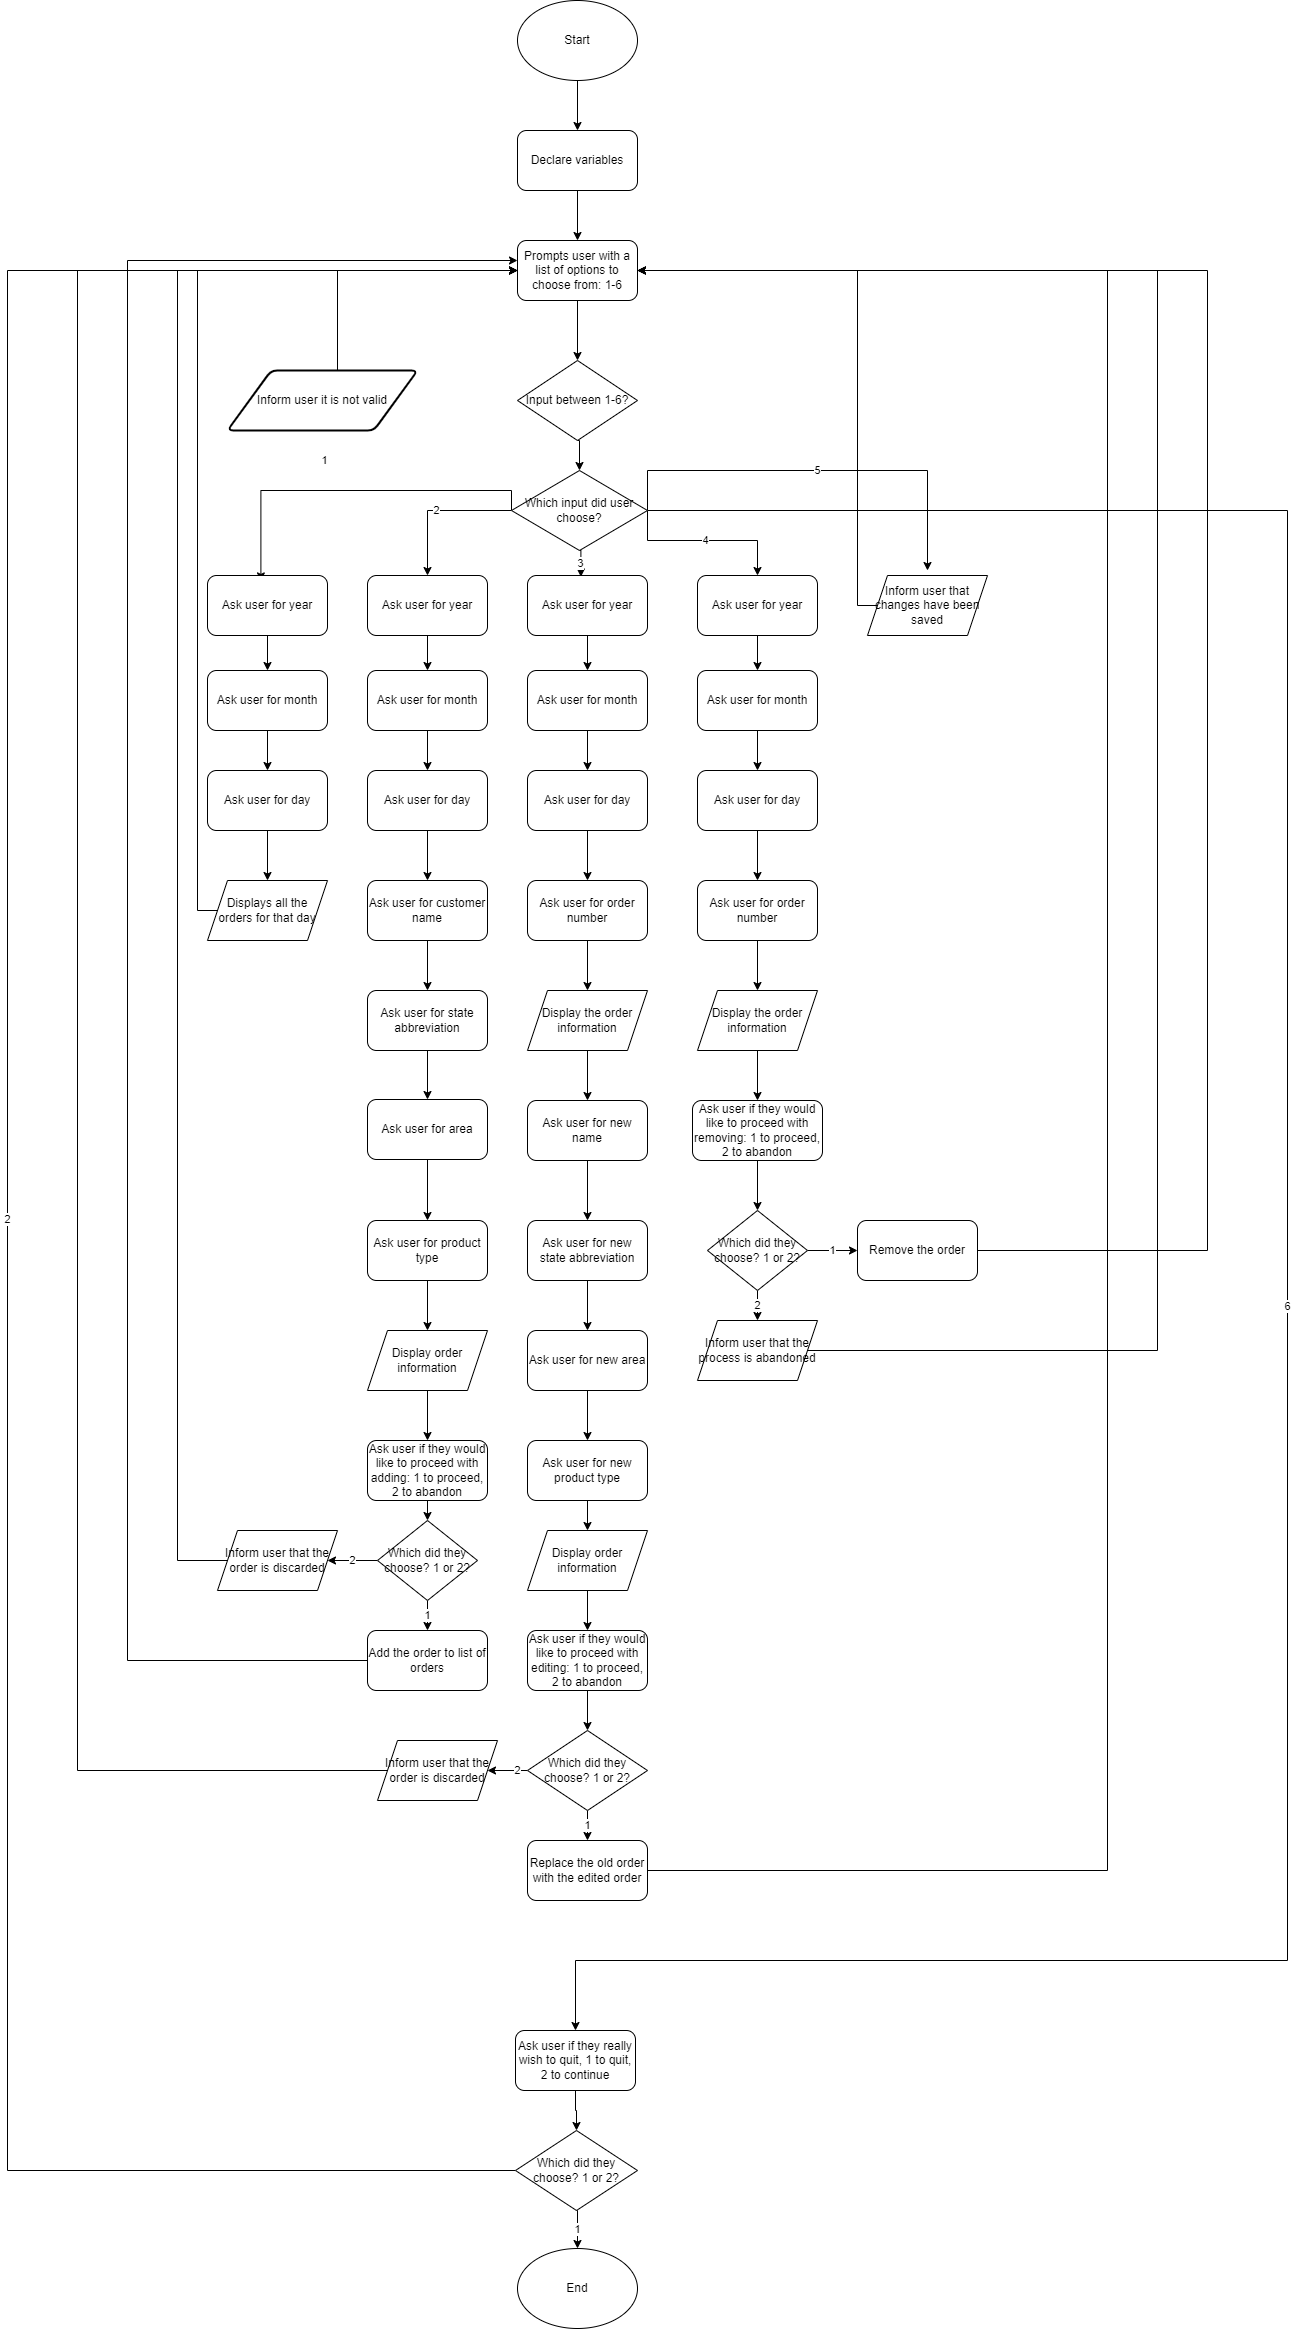 Start
Declare variables
Prompts user with a
list of options to
choose from: 1-6
Inform user it is not valid
Input between 1-6?
1
5
Which input did user
choose?
2
3
4
Ask user for year
Ask user for year
Ask user for year
Ask user for year
Inform user that
changes have been
saved
Ask user for month
Ask user for month
Ask user for month
Ask user for month
Ask user for day
Ask user for day
Ask user for day
Ask user for day
Displays all the
orders for that day
Ask user for customer
name
Ask user for order
number
Ask user for order
number
Ask user for state
abbreviation
Display the order
information
Display the order
information
Ask user for area
Ask user for new
name
Ask user if they would
like to proceed with
removing: 1 to proceed,
2 to abandon
2
Ask user for product
type
Ask user for new
state abbreviation
Which did they
choose? 1 or 2?
1
Remove the order
2
6
Display order
information
Ask user for new area
Inform user that the
process is abandoned
Ask user if they would
like to proceed with
adding: 1 to proceed,
2 to abandon
Ask user for new
product type
Inform user that the
order is discarded
2
Which did they
choose? 1 or 2?
Display order
information
1
Add the order to list of
orders
Ask user if they would
like to proceed with
editing: 1 to proceed,
2 to abandon
Inform user that the
order is discarded
2
Which did they
choose? 1 or 2?
1
Replace the old order
with the edited order
Ask user if they really
wish to quit, 1 to quit,
2 to continue
Which did they
choose? 1 or 2?
1
End